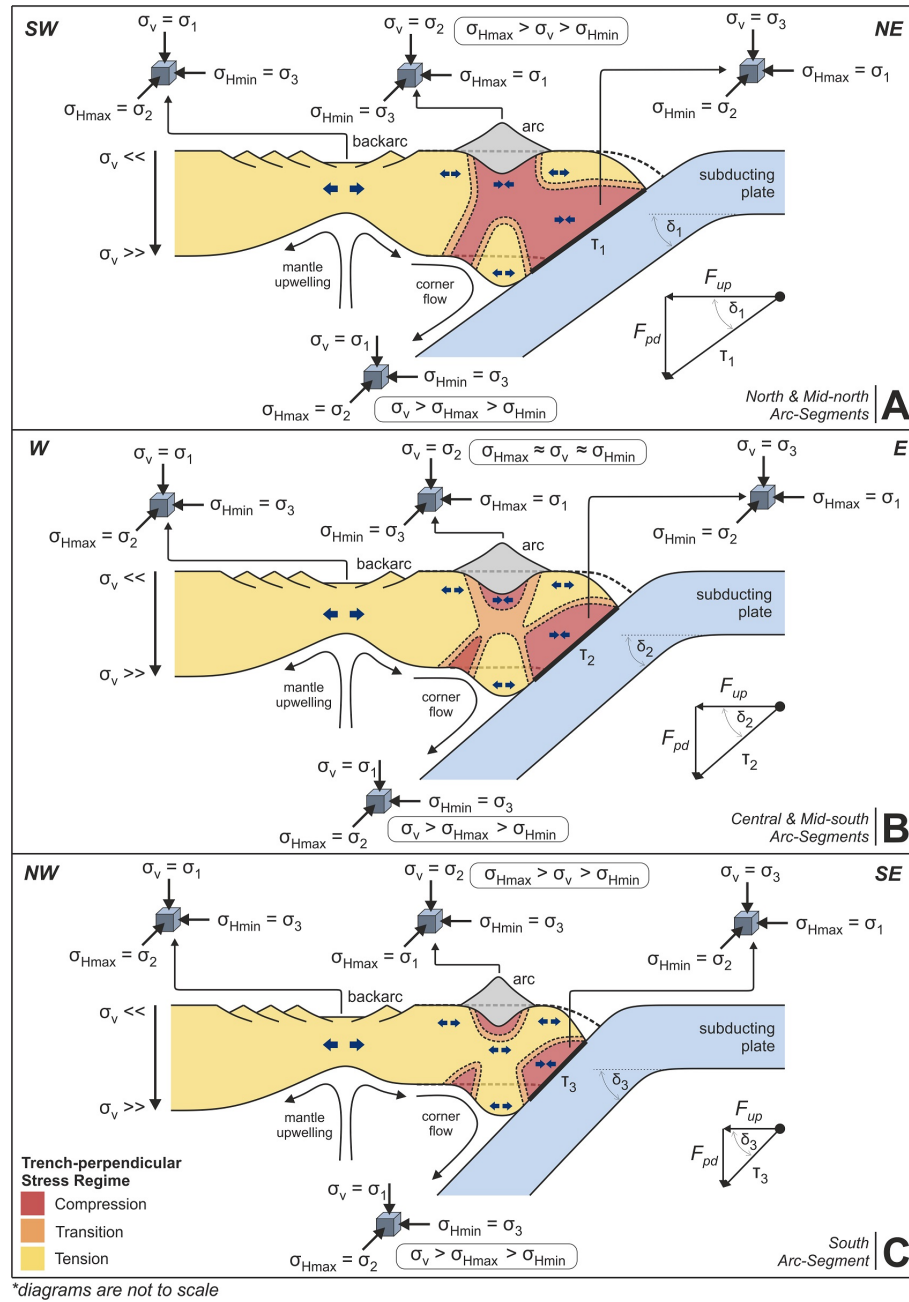 SW
NE
σv = σ1
σHmin = σ3
σHmax = σ2
σv = σ2
σHmax > σv > σHmin
σHmax = σ1
σHmin = σ3
σv = σ3
σHmax = σ1
σHmin = σ2
backarc
arc
σv <<
σv >>
subducting
plate
δ1
τ1
mantle
upwelling
corner
flow
Fup
δ1
Fpd
τ1
σv = σ1
σHmin = σ3
σHmax = σ2
σv > σHmax > σHmin
North & Mid-north
Arc-Segments
A
W
E
σv = σ1
σHmin = σ3
σHmax = σ2
σv = σ2
σHmax ≈ σv ≈ σHmin
σHmax = σ1
σHmin = σ3
σv = σ3
σHmax = σ1
σHmin = σ2
backarc
arc
σv <<
σv >>
subducting
plate
δ2
τ2
mantle
upwelling
corner
flow
Fup
δ2
Fpd
τ2
σv = σ1
σHmin = σ3
σHmax = σ2
σv > σHmax > σHmin
Central & Mid-south
Arc-Segments
B
NW
SE
σv = σ1
σHmin = σ3
σHmax = σ2
σv = σ2
σHmax > σv > σHmin
σHmin = σ3
σHmax = σ1
σv = σ3
σHmax = σ1
σHmin = σ2
backarc
arc
σv <<
σv >>
subducting
plate
δ3
τ3
mantle
upwelling
corner
flow
Fup
δ3
Fpd
τ3
Trench-perpendicular
Stress Regime
Compression
Transition
Tension
σv = σ1
σHmin = σ3
σHmax = σ2
σv > σHmax > σHmin
South
Arc-Segment
C
*diagrams are not to scale